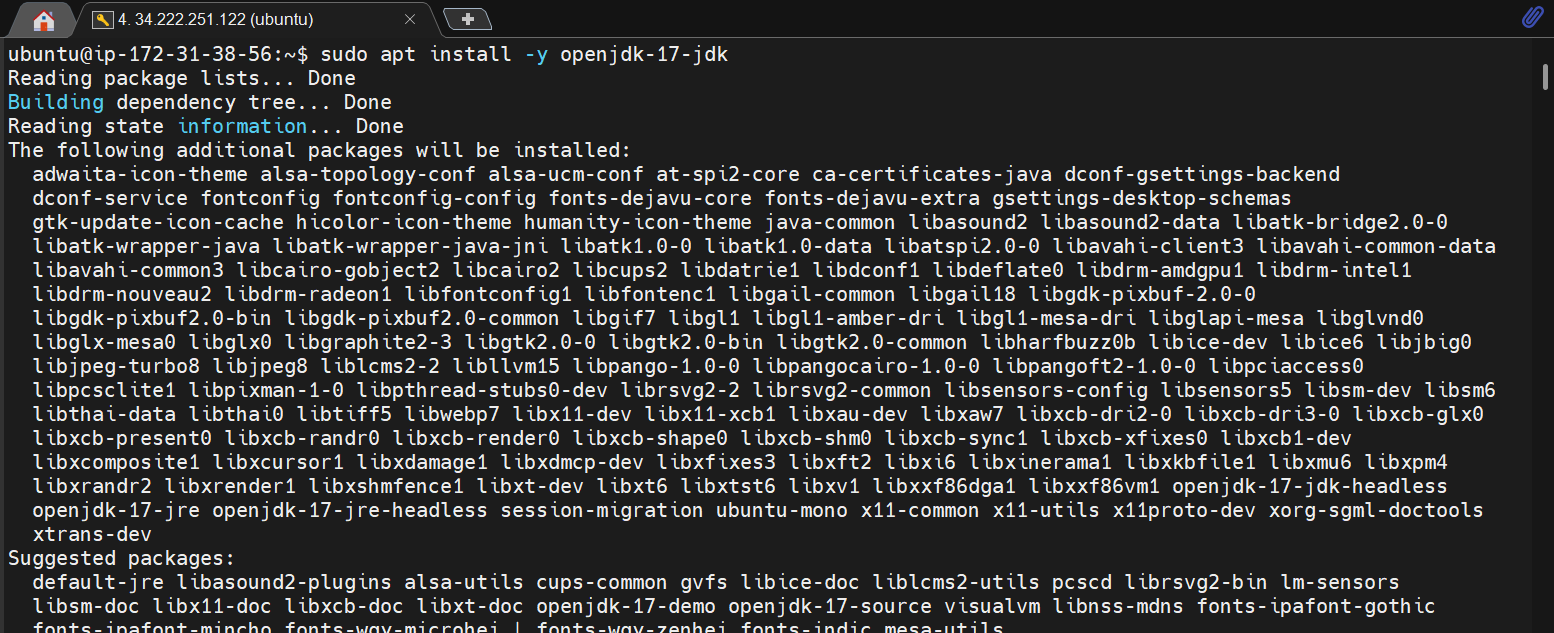 4. 34.222.251.122 (ubuntu)
ubuntu@ip-172-31-38-56:~$ sudo apt install -y openjdk-17-jdk
Reading package lists... Done
Building dependency tree... Done
Reading state information... Done
The following additional packages will be installed:
  adwaita-icon-theme alsa-topology-conf alsa-ucm-conf at-spi2-core ca-certificates-java dconf-gsettings-backend
  dconf-service fontconfig fontconfig-config fonts-dejavu-core fonts-dejavu-extra gsettings-desktop-schemas
  gtk-update-icon-cache hicolor-icon-theme humanity-icon-theme java-common libasound2 libasound2-data libatk-bridge2.0-0
  libatk-wrapper-java libatk-wrapper-java-jni libatk1.0-0 libatk1.0-data libatspi2.0-0 libavahi-client3 libavahi-common-data
  libavahi-common3 libcairo-gobject2 libcairo2 libcups2 libdatrie1 libdconf1 libdeflate0 libdrm-amdgpu1 libdrm-intel1
  libdrm-nouveau2 libdrm-radeon1 libfontconfig1 libfontenc1 libgail-common libgail18 libgdk-pixbuf-2.0-0
  libgdk-pixbuf2.0-bin libgdk-pixbuf2.0-common libgif7 libgl1 libgl1-amber-dri libgl1-mesa-dri libglapi-mesa libglvnd0
  libglx-mesa0 libglx0 libgraphite2-3 libgtk2.0-0 libgtk2.0-bin libgtk2.0-common libharfbuzz0b libice-dev libice6 libjbig0
  libjpeg-turbo8 libjpeg8 liblcms2-2 libllvm15 libpango-1.0-0 libpangocairo-1.0-0 libpangoft2-1.0-0 libpciaccess0
  libpcsclite1 libpixman-1-0 libpthread-stubs0-dev librsvg2-2 librsvg2-common libsensors-config libsensors5 libsm-dev libsm6
  libthai-data libthai0 libtiff5 libwebp7 libx11-dev libx11-xcb1 libxau-dev libxaw7 libxcb-dri2-0 libxcb-dri3-0 libxcb-glx0
  libxcb-present0 libxcb-randr0 libxcb-render0 libxcb-shape0 libxcb-shm0 libxcb-sync1 libxcb-xfixes0 libxcb1-dev
  libxcomposite1 libxcursor1 libxdamage1 libxdmcp-dev libxfixes3 libxft2 libxi6 libxinerama1 libxkbfile1 libxmu6 libxpm4
  libxrandr2 libxrender1 libxshmfence1 libxt-dev libxt6 libxtst6 libxv1 libxxf86dga1 libxxf86vm1 openjdk-17-jdk-headless
  openjdk-17-jre openjdk-17-jre-headless session-migration ubuntu-mono x11-common x11-utils x11proto-dev xorg-sgml-doctools
  xtrans-dev
Suggested packages:
  default-jre libasound2-plugins alsa-utils cups-common gvfs libice-doc liblcms2-utils pcscd librsvg2-bin lm-sensors
  libsm-doc libx11-doc libxcb-doc libxt-doc openjdk-17-demo openjdk-17-source visualvm libnss-mdns fonts-ipafont-gothic
  fonts-ipafont-mincho fonts-wqy-microhei | fonts-wqy-zenhei fonts-indic mesa-utils